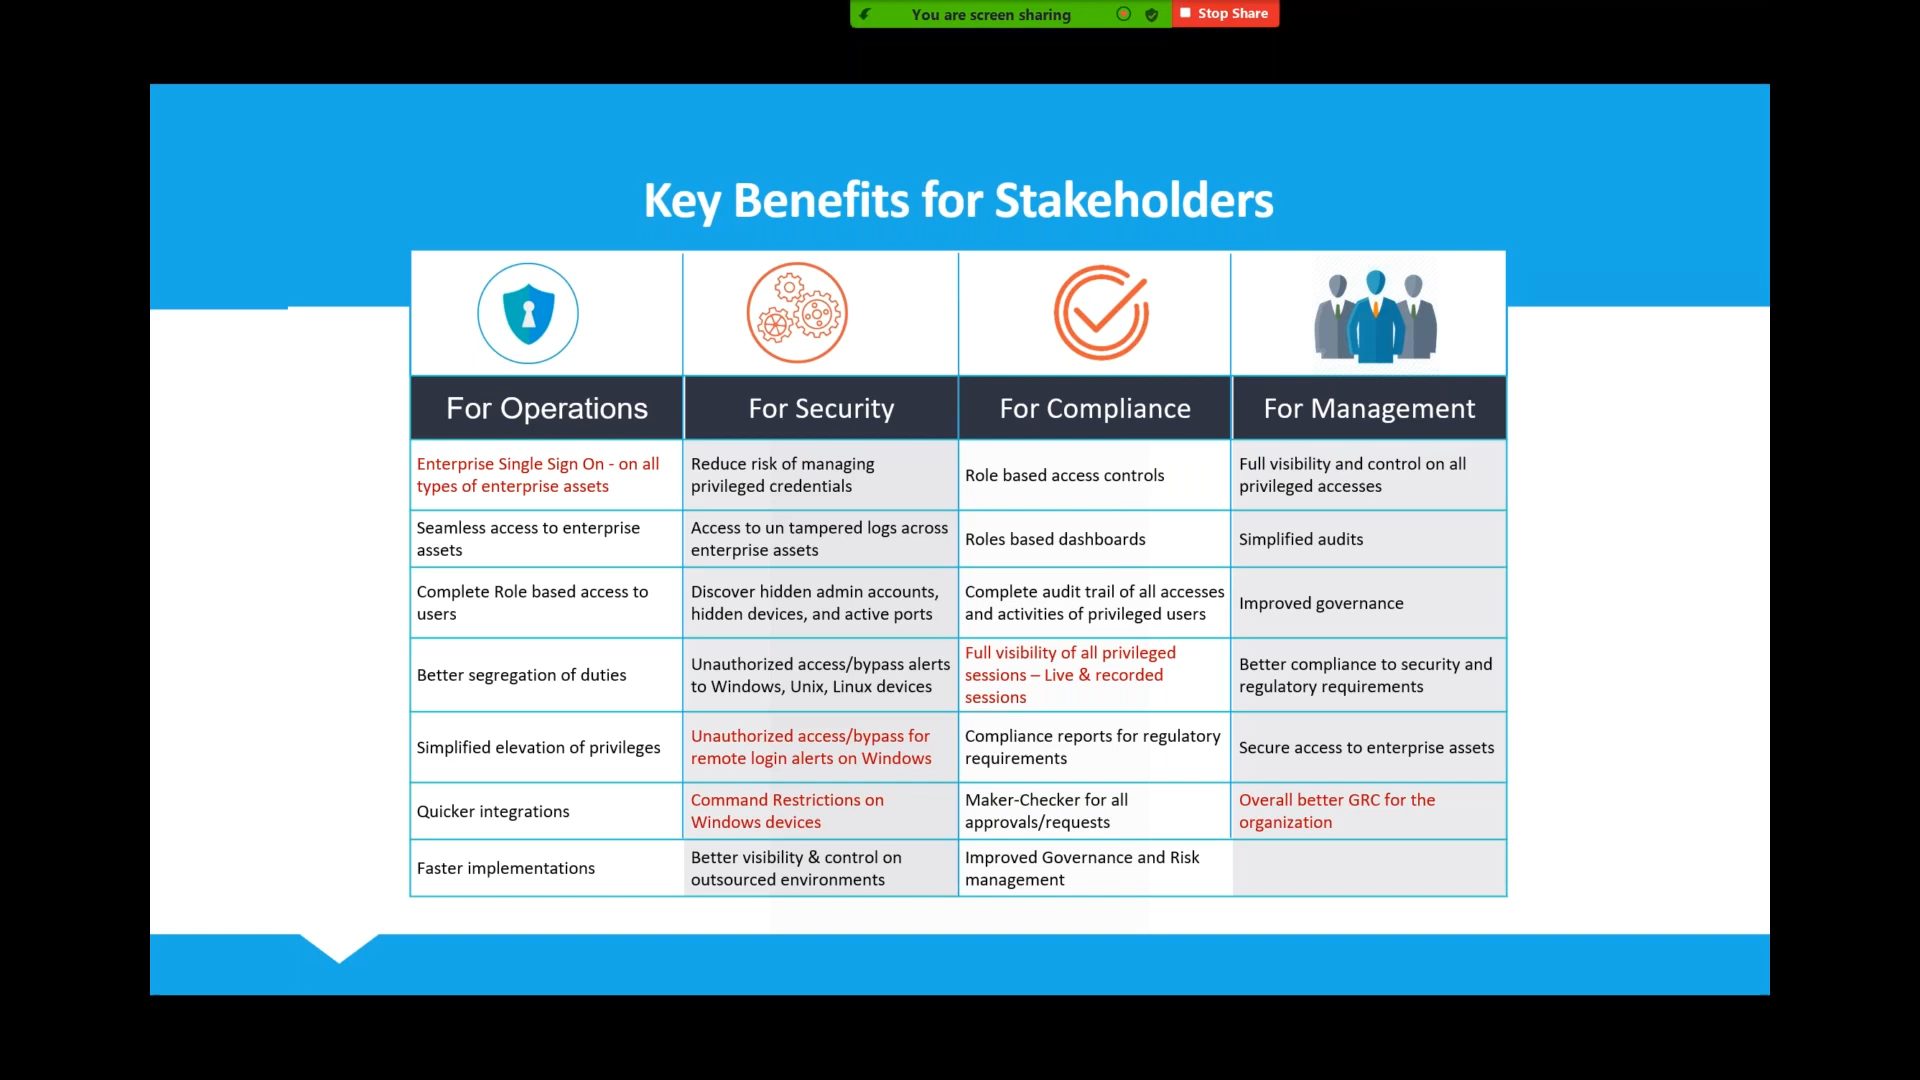 You are screen sharing
Stop Share
Key Benefits for Stakeholders
For Operations
For Security
For Compliance
For Management
Enterprise Single Sign On - on all
types of enterprise assets
Reduce risk of managing
privileged credentials
Role based access controls
Full visibility and control on all
privileged accesses
Seamless access to enterprise
assets
Access to un tampered logs across
enterprise assets
Roles based dashboards
Simplified audits
Complete Role based access to
users
Discover hidden admin accounts,
hidden devices, and active ports
Complete audit trail of all accesses
and activities of privileged users
Improved governance
Better segregation of duties
Unauthorized access/bypass alerts
to Windows, Unix, Linux devices
Full visibility of all privileged
sessions – Live & recorded
sessions
Better compliance to security and
regulatory requirements
Simplified elevation of privileges
Unauthorized access/bypass for
remote login alerts on Windows
Compliance reports for regulatory
requirements
Secure access to enterprise assets
Quicker integrations
Command Restrictions on
Windows devices
Maker-Checker for all
approvals/requests
Overall better GRC for the
organization
Faster implementations
Better visibility & control on
outsourced environments
Improved Governance and Risk
management